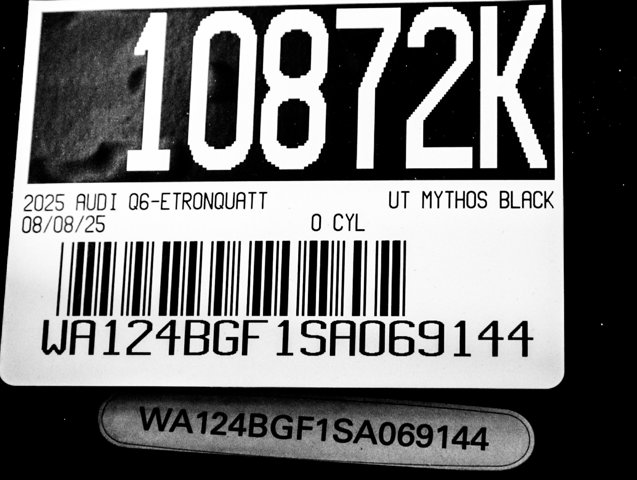 10872K
2025 AUDI Q6-ETRONQUATT UT MYTHOS BLACK
08/08/25 0 CYL
WA124BGF1SA069144
WA124BGF1SA069144